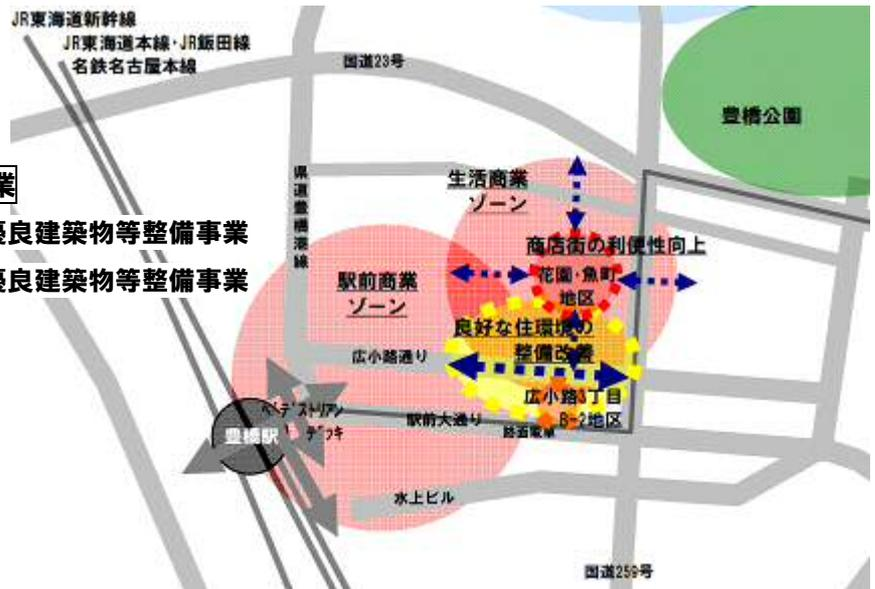 JR東海道新幹線
JR東海道本線・JR飯田線
名鉄名古屋本線
国道23号
豊橋公園
業
優良建築物等整備事業
優良建築物等整備事業
県道豊橋港線
生活商業
ゾーン
商店街の利便性向上
花園・魚町
地区
駅前商業
ゾーン
良好な住環境の
整備改善
広小路通り
広小路3丁目
B-2地区
ペデストリアン
デッキ
豊橋駅
駅前大通り
路面電車
水上ビル
国道259号